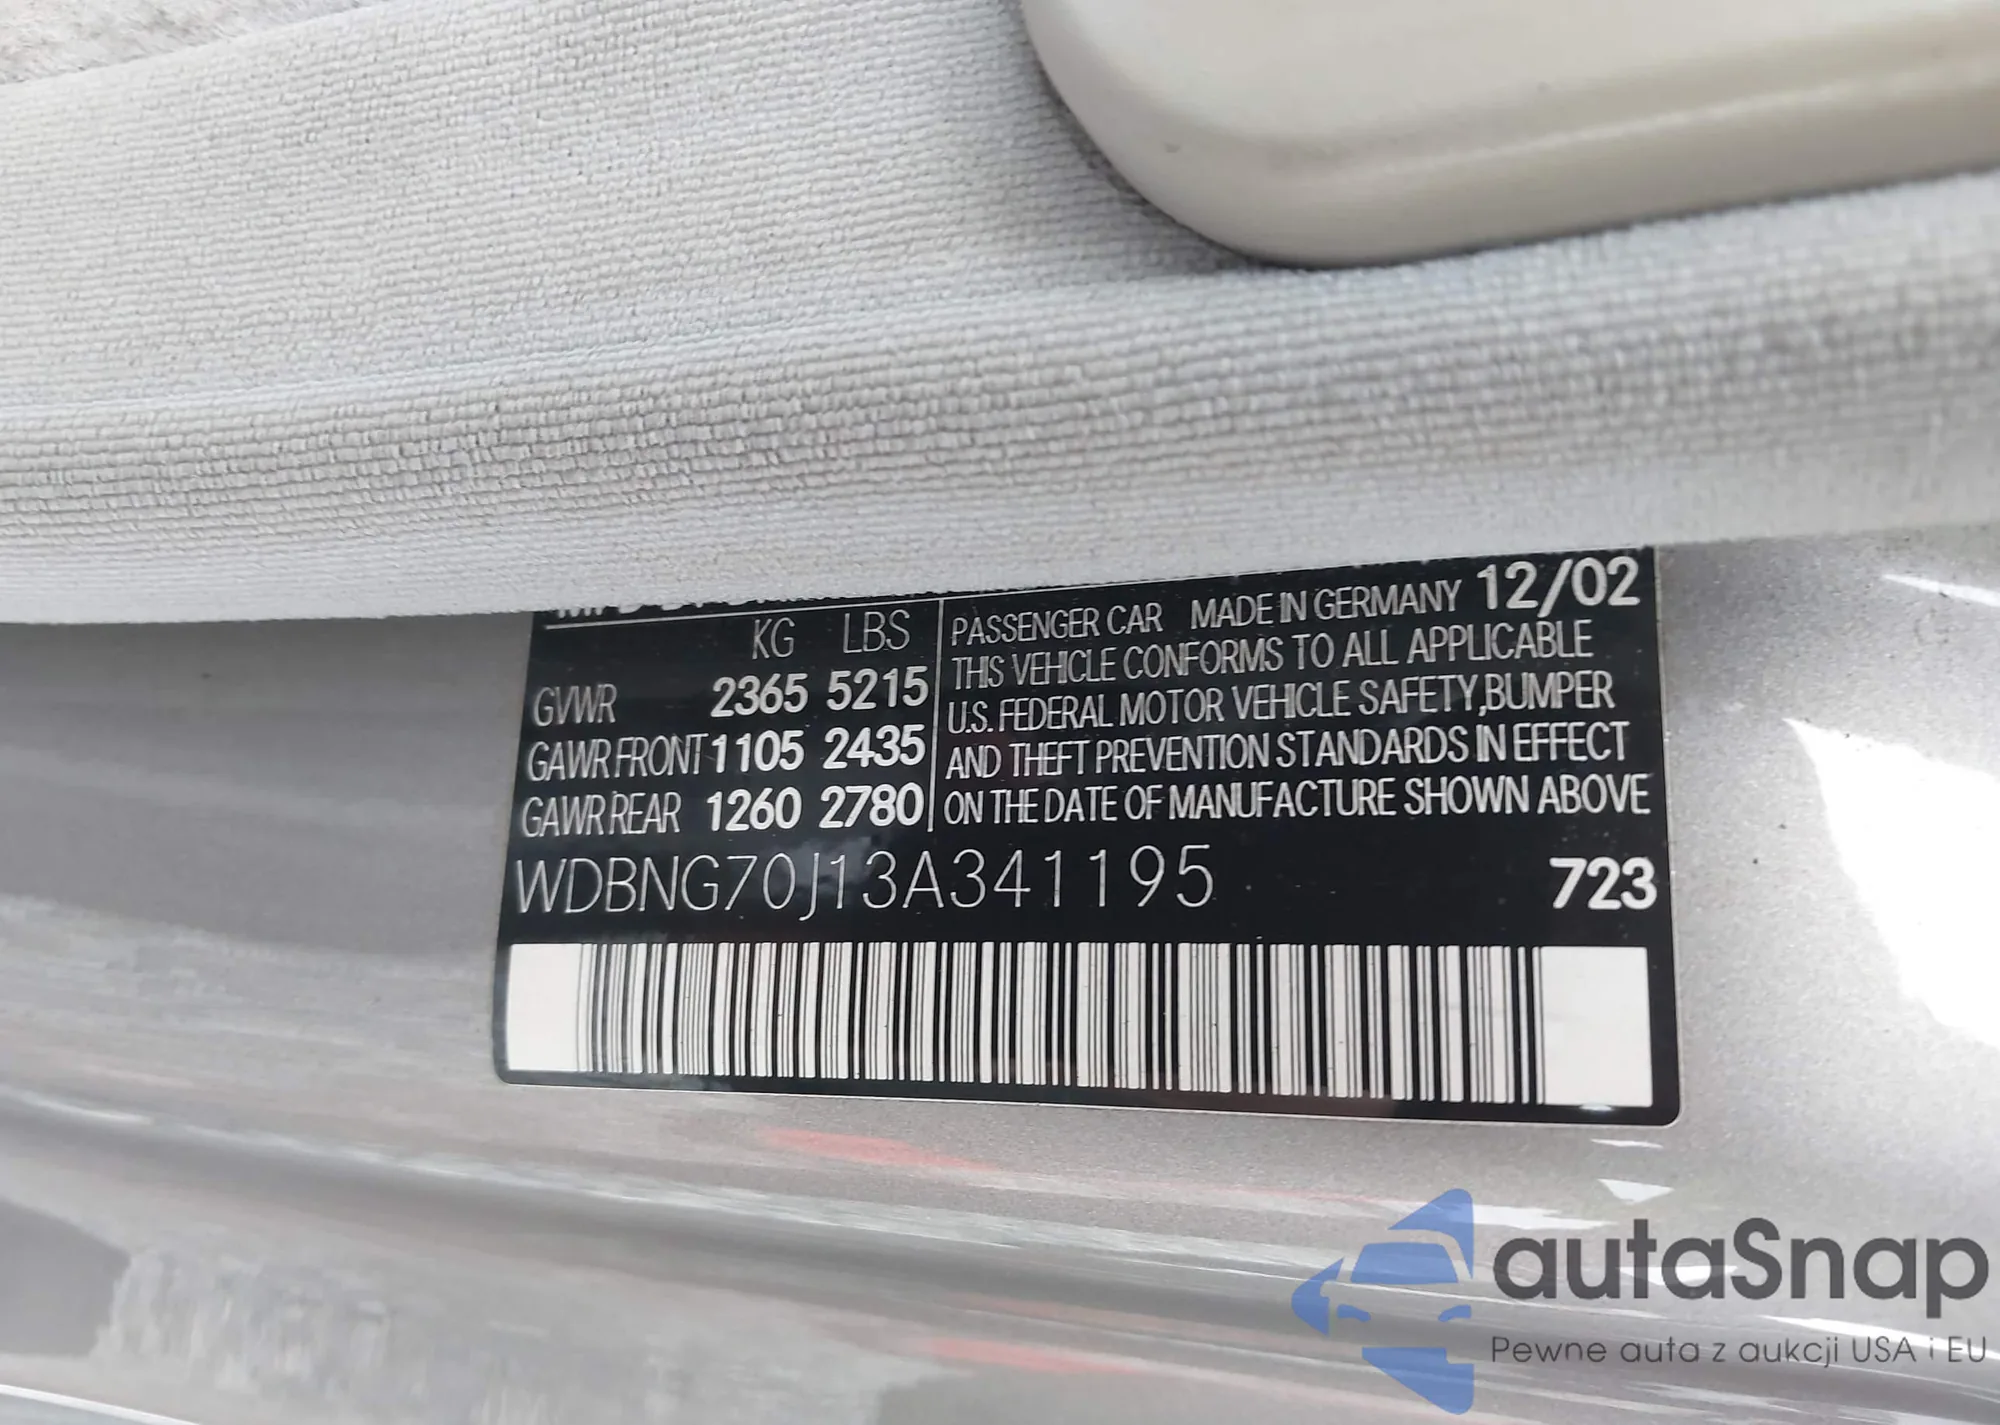 KG LBS
GVWR 2365 5215
GAWR FRONT 1105 2435
GAWR REAR 1260 2780
PASSENGER CAR MADE IN GERMANY 12/02
THIS VEHICLE CONFORMS TO ALL APPLICABLE
U.S. FEDERAL MOTOR VEHICLE SAFETY, BUMPER
AND THEFT PREVENTION STANDARDS IN EFFECT
ON THE DATE OF MANUFACTURE SHOWN ABOVE
WDBNG70J13A341195 723
autaSnap
Pewne auta z aukcji USA i EU